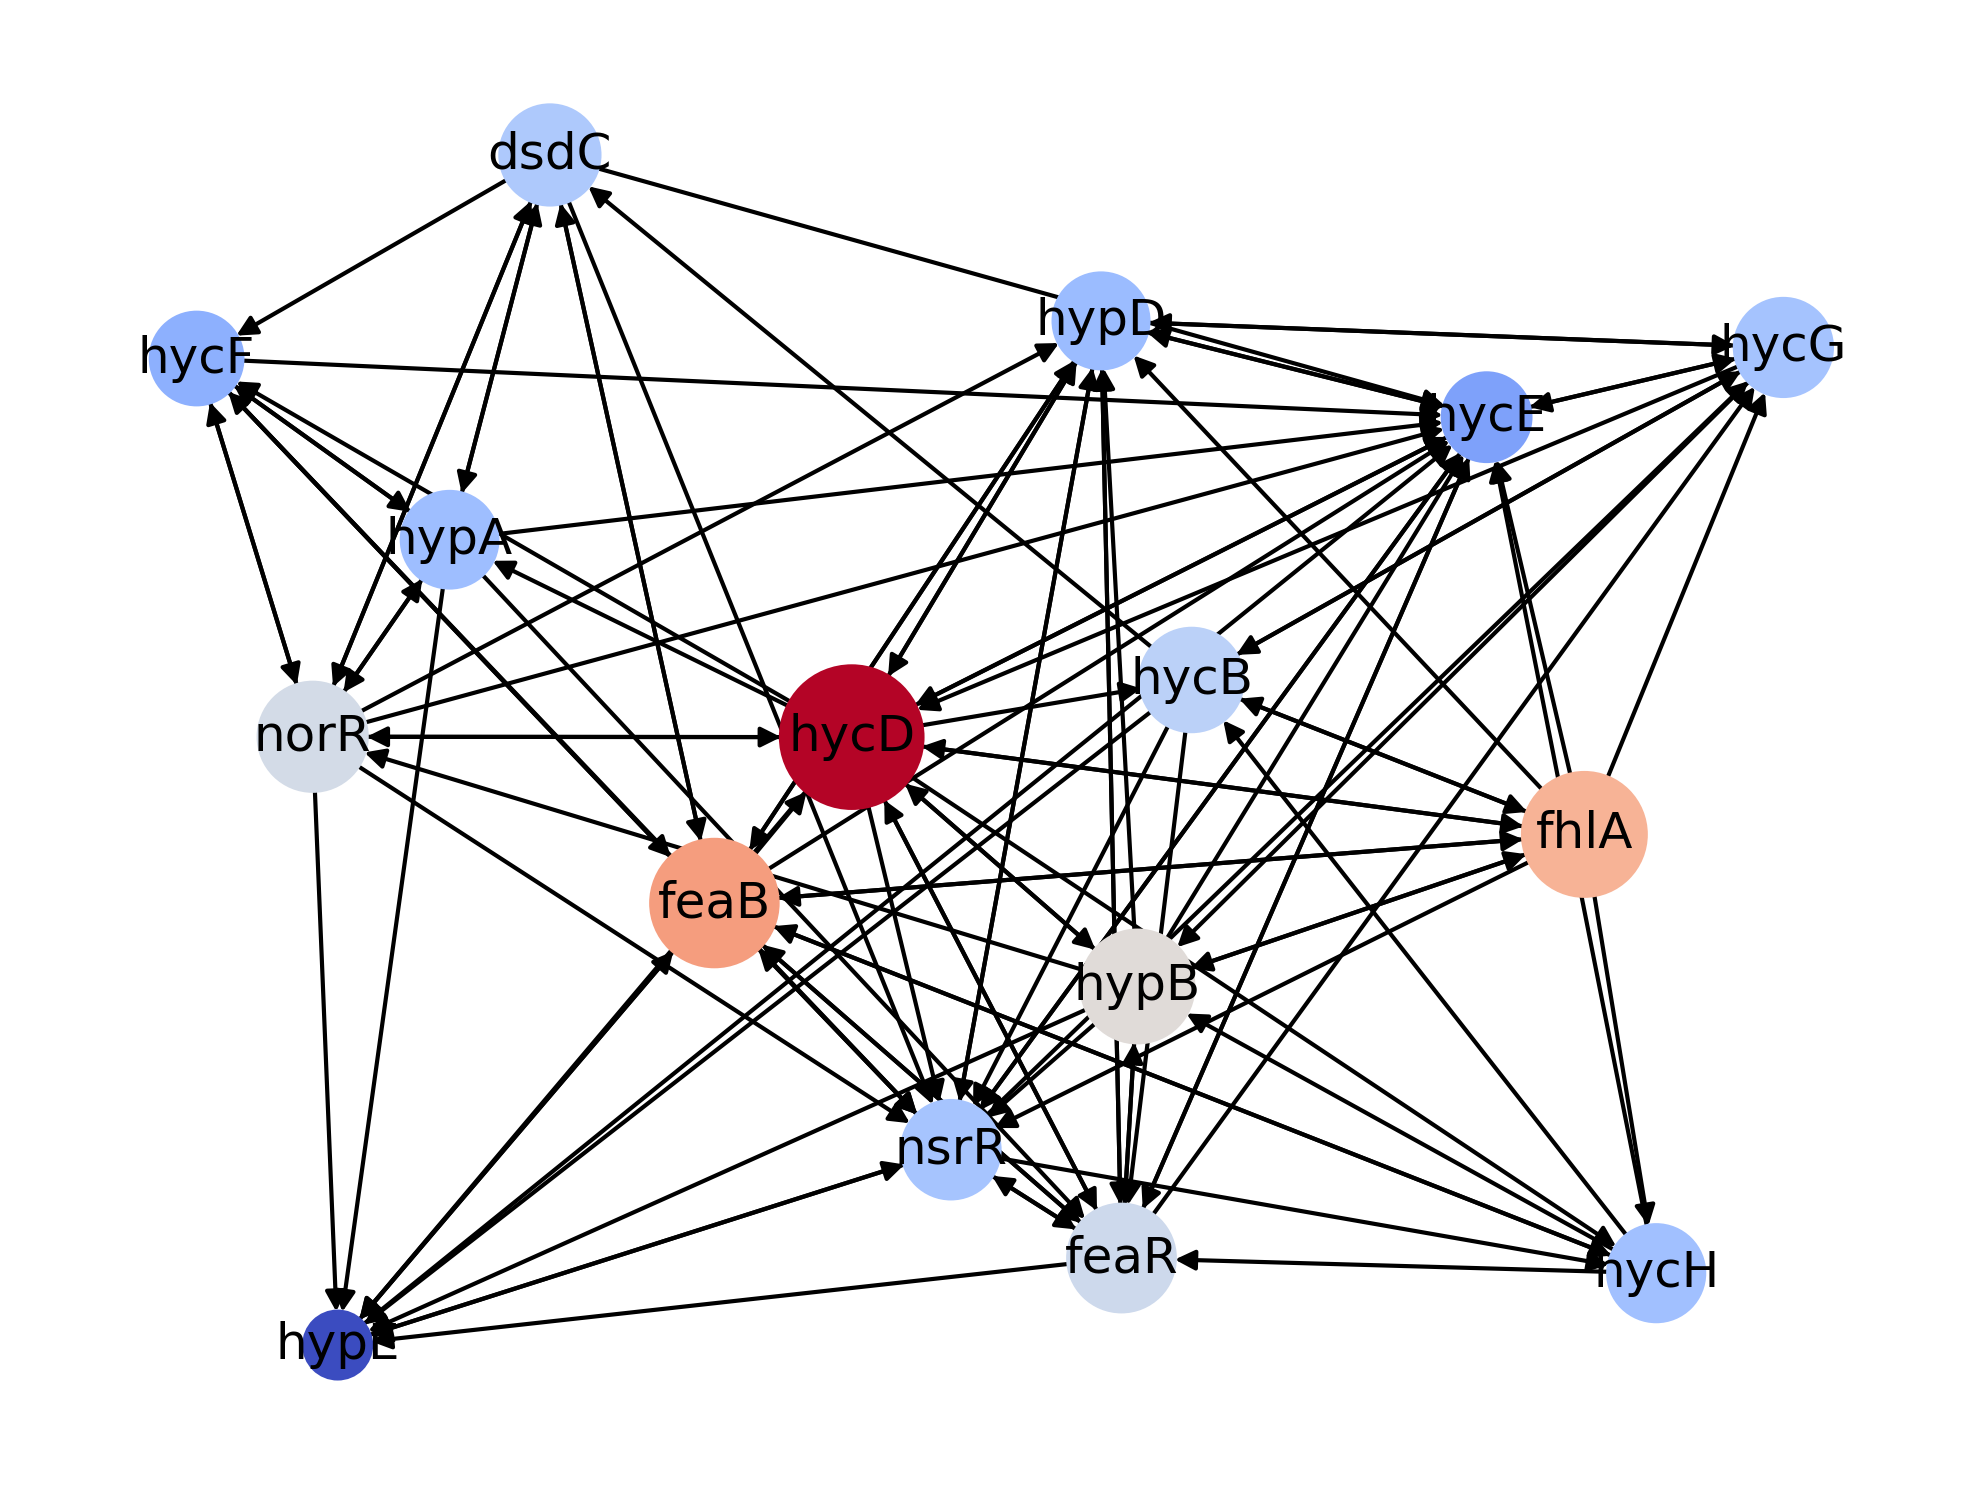 dsdC
hypD
hycG
hycF
hycE
hypA
hycB
norR
hycD
fhlA
feaB
hypB
nsrR
feaR
hycH
hypE